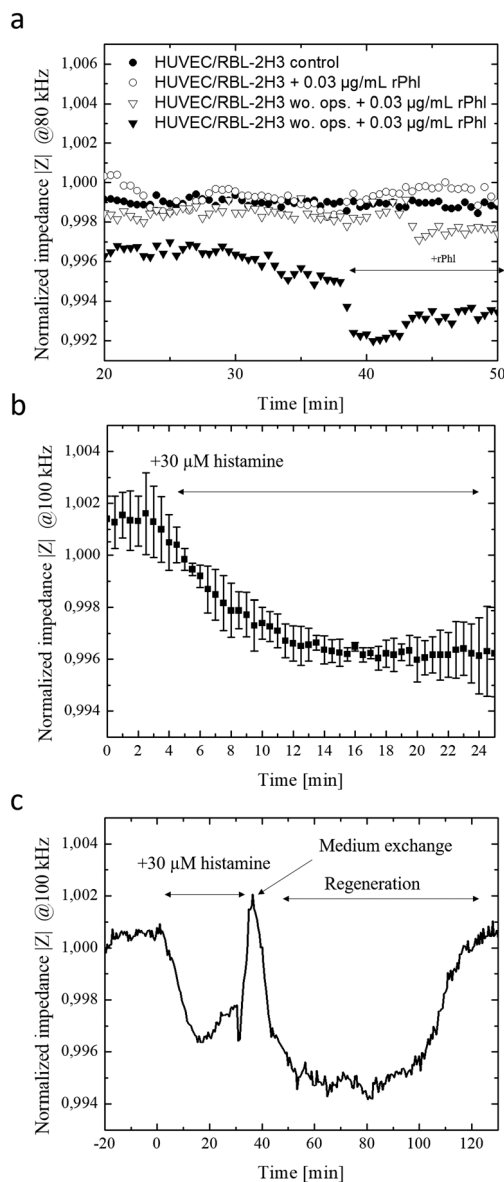 a
1,006
1,004
1,002
1,000
0,998
0,996
0,994
0,992
Normalized impedance |Z| @80 kHz
HUVEC/RBL-2H3 control
HUVEC/RBL-2H3 + 0.03 µg/mL rPhl
HUVEC/RBL-2H3 wo. ops. + 0.03 µg/mL rPhl
HUVEC/RBL-2H3 wo. ops. + 0.03 µg/mL rPhl
+rPhl
20 30 40 50
Time [min]
b
1,004
1,002
1,000
0,998
0,996
0,994
Normalized impedance |Z| @100 kHz
+30 µM histamine
0 2 4 6 8 10 12 14 16 18 20 22 24
Time [min]
c
1,004
1,002
1,000
0,998
0,996
0,994
Normalized impedance |Z| @100 kHz
Medium exchange
+30 µM histamine
Regeneration
-20 0 20 40 60 80 100 120
Time [min]